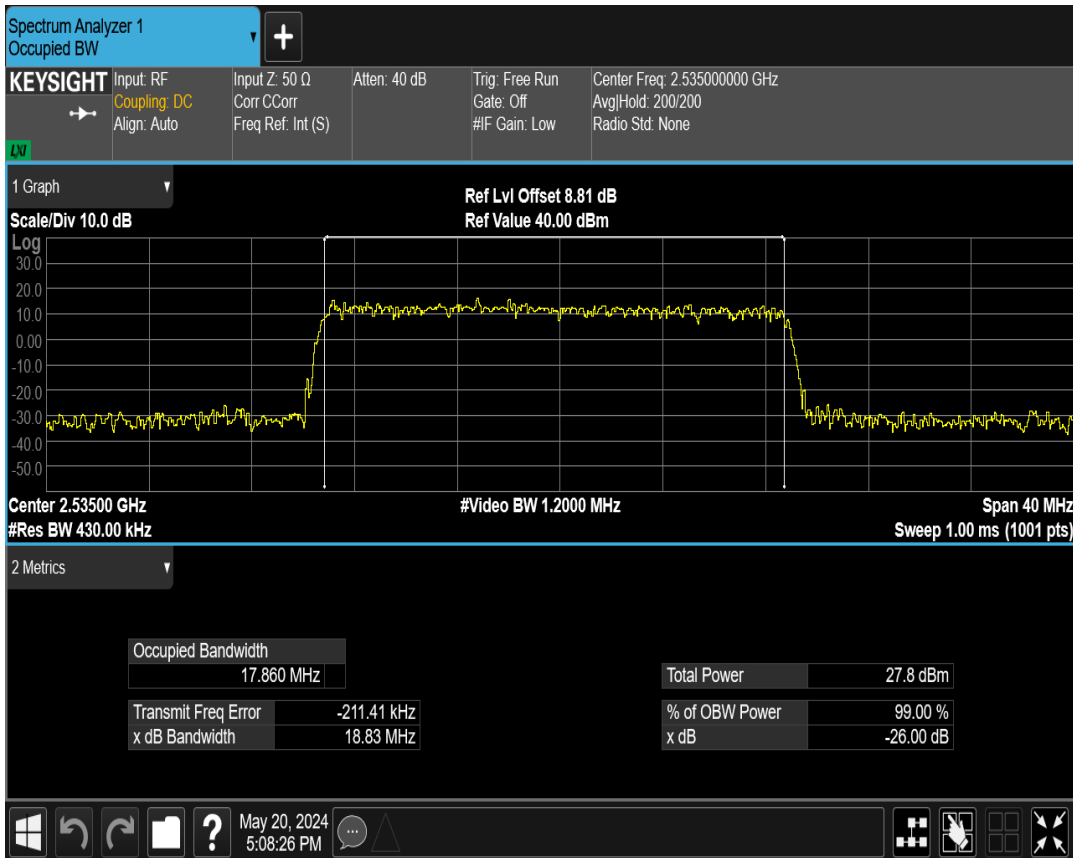 Spectrum Analyzer 1
Occupied BW
+
KEYSIGHT
LXI
Input: RF
Coupling: DC
Align: Auto
Input Z: 50 Ω
Corr CCorr
Freq Ref: Int (S)
Atten: 40 dB
Trig: Free Run
Gate: Off
#IF Gain: Low
Center Freq: 2.535000000 GHz
Avg|Hold: 200/200
Radio Std: None
1 Graph
Scale/Div 10.0 dB
Ref Lvl Offset 8.81 dB
Ref Value 40.00 dBm
Log
30.0
20.0
10.0
0.00
-10.0
-20.0
-30.0
-40.0
-50.0
Center 2.53500 GHz
#Video BW 1.2000 MHz
Span 40 MHz
#Res BW 430.00 kHz
Sweep 1.00 ms (1001 pts)
2 Metrics
Occupied Bandwidth
17.860 MHz
Total Power 27.8 dBm
Transmit Freq Error -211.41 kHz
% of OBW Power 99.00 %
x dB Bandwidth 18.83 MHz
x dB -26.00 dB
?
May 20, 2024
5:08:26 PM